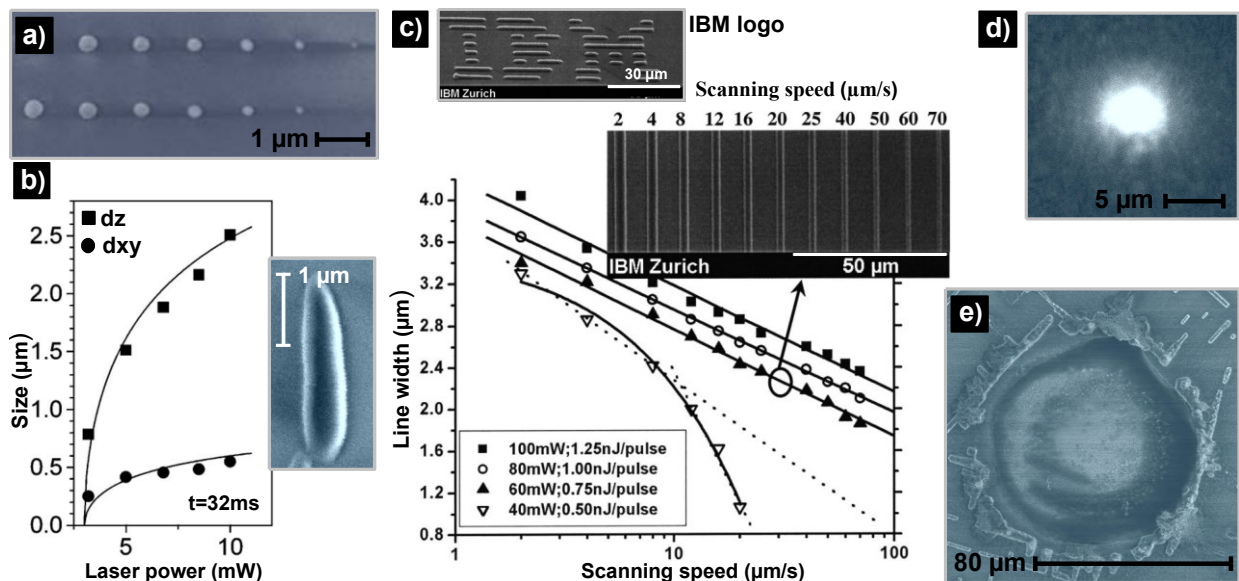 a)
1 µm
b)
dz
dxy
2.5
2.0
1.5
1.0
0.5
0.0
Size (µm)
5
10
Laser power (mW)
t=32ms
1 µm
c)
IBM logo
30 µm
IBM Zurich
Scanning speed (µm/s)
2 4 8 12 16 20 25 40 50 60 70
IBM Zurich
50 µm
4.0
3.6
3.2
2.8
2.4
2.0
1.6
1.2
0.8
Line width (µm)
100mW;1.25nJ/pulse
80mW;1.00nJ/pulse
60mW;0.75nJ/pulse
40mW;0.50nJ/pulse
1
10
100
Scanning speed (µm/s)
d)
5 µm
e)
80 µm